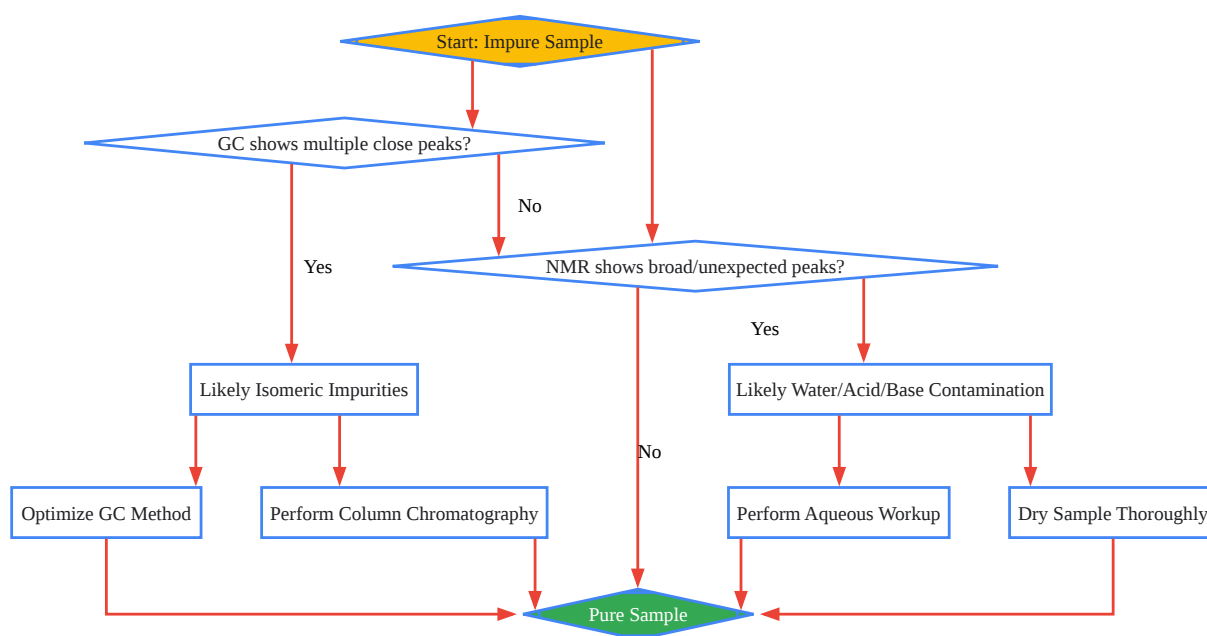 Start: Impure Sample
GC shows multiple close peaks?
No
Yes
NMR shows broad/unexpected peaks?
Yes
Likely Isomeric Impurities
Likely Water/Acid/Base Contamination
No
Optimize GC Method
Perform Column Chromatography
Perform Aqueous Workup
Dry Sample Thoroughly
Pure Sample